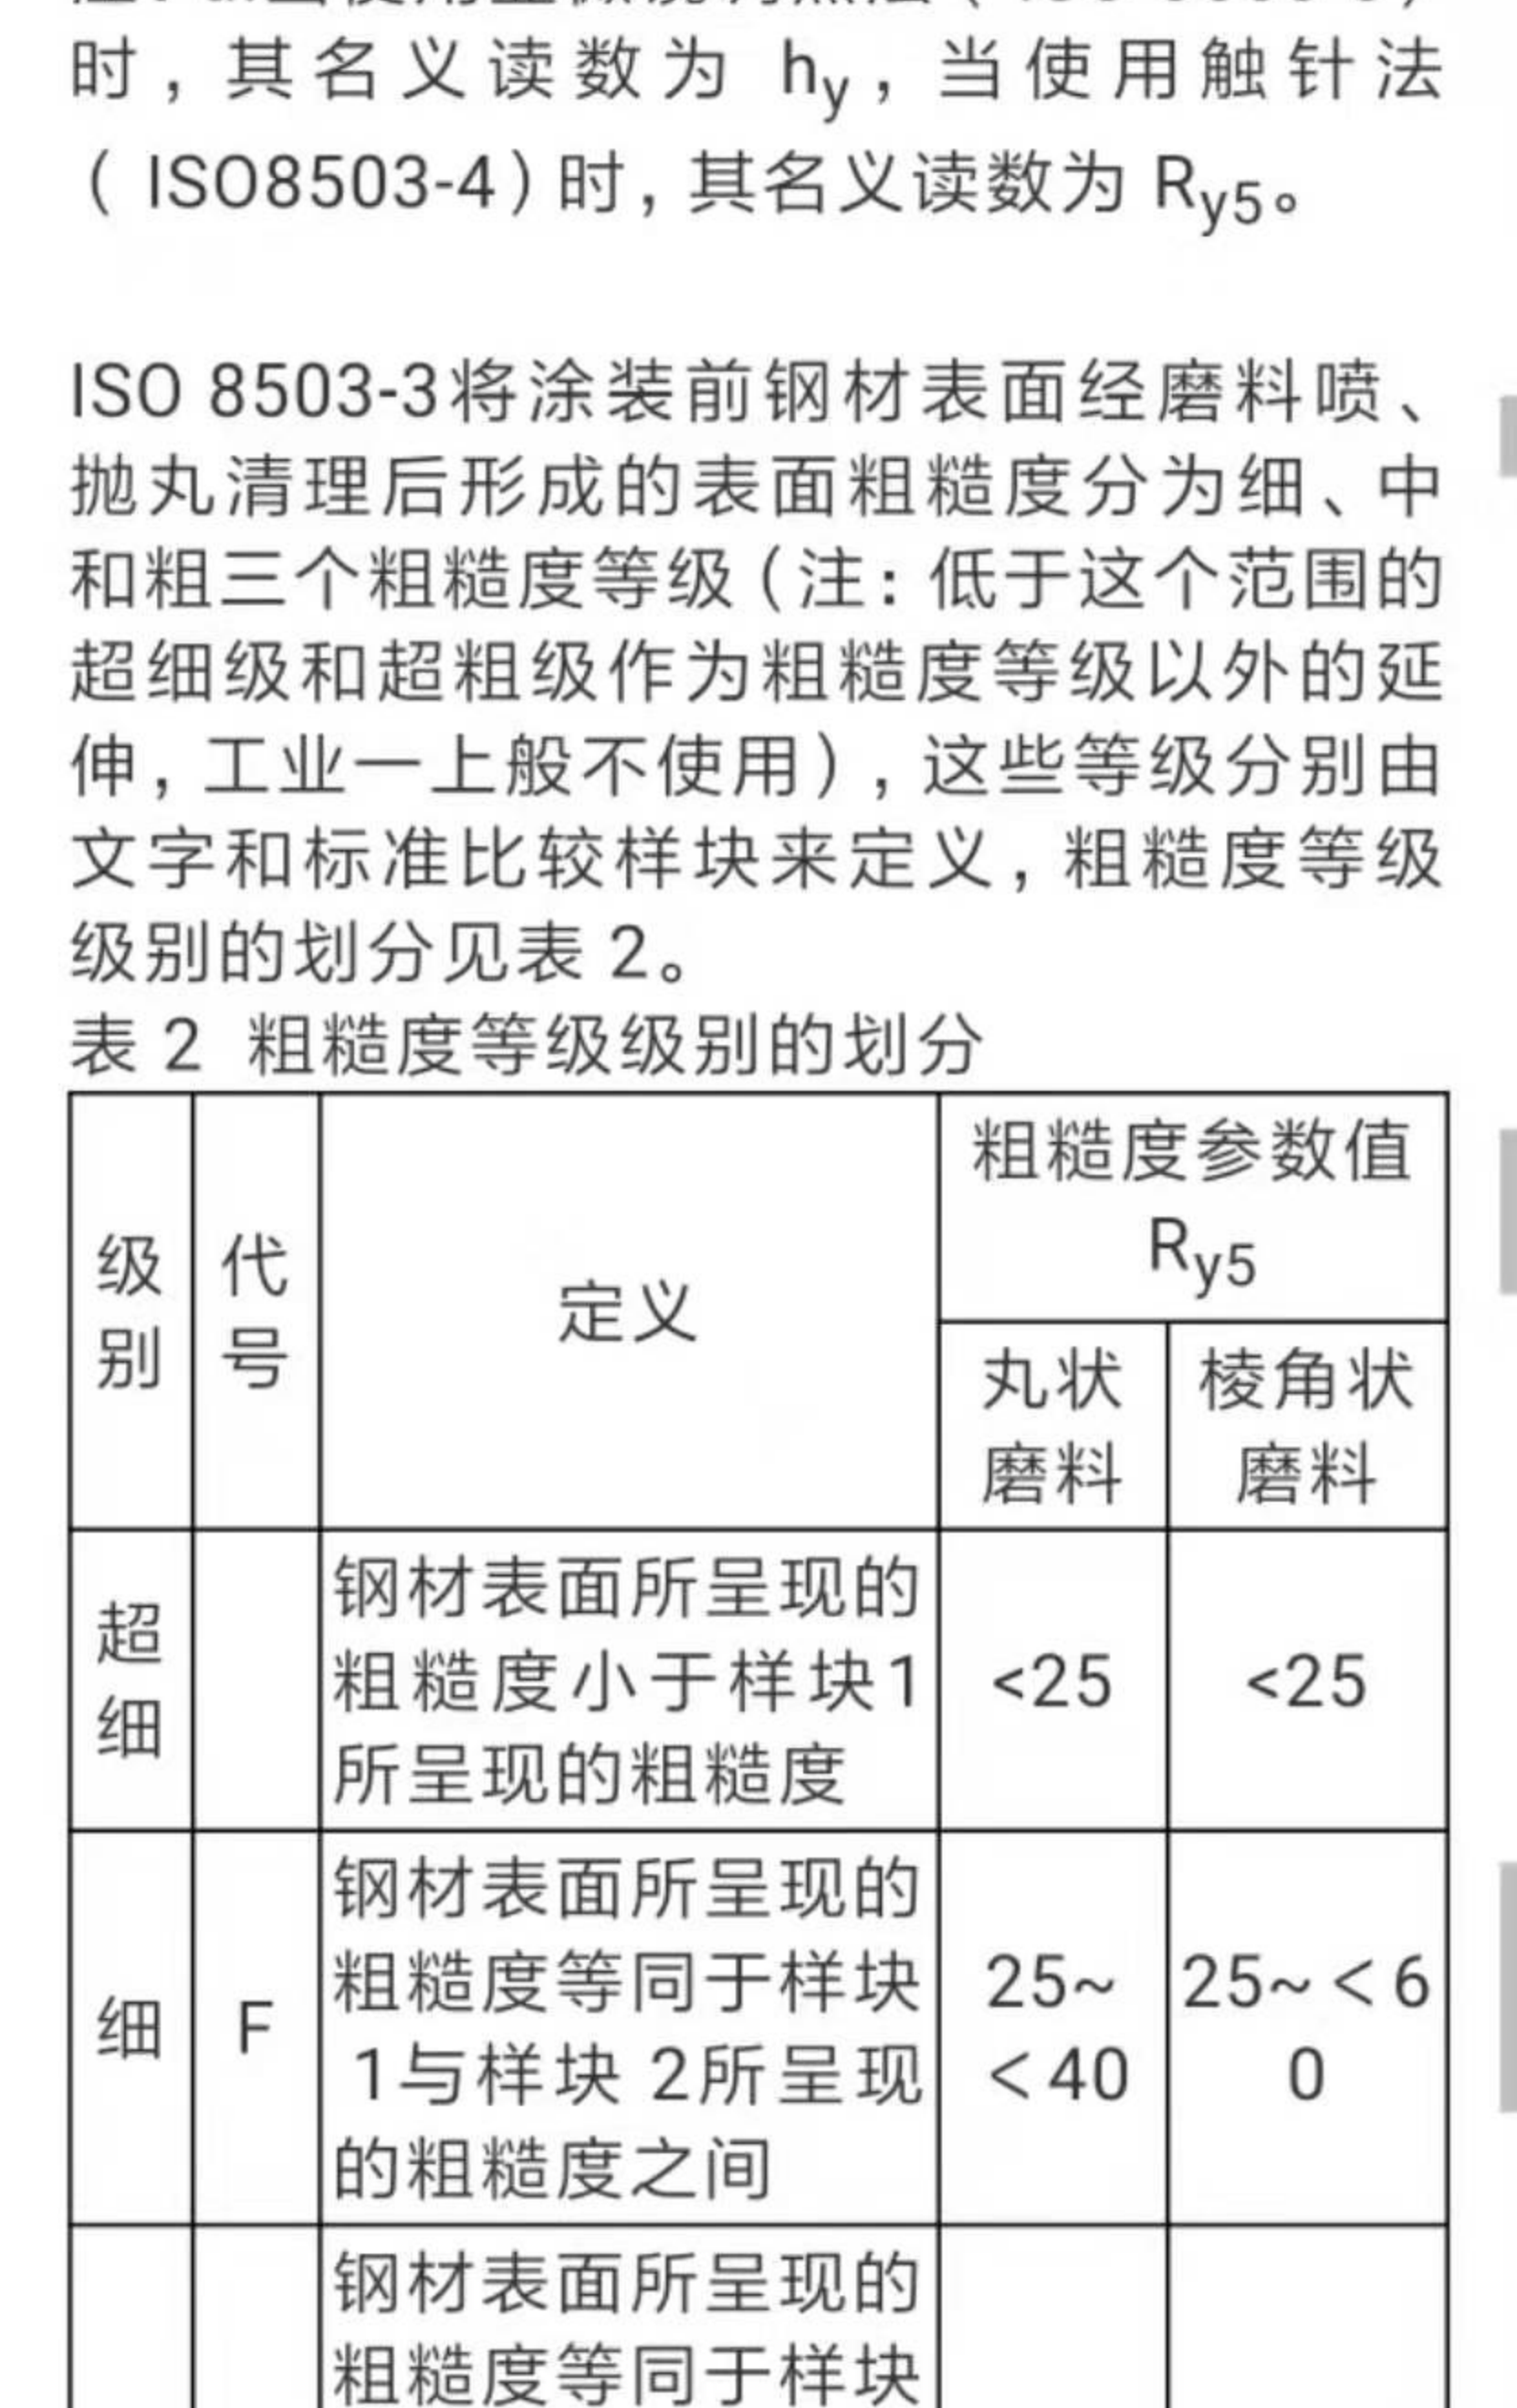 时，其名义读数为 hy，当使用触针法
（ ISO8503-4）时，其名义读数为 Ry5。
ISO 8503-3将涂装前钢材表面经磨料喷、
抛丸清理后形成的表面粗糙度分为细、中
和粗三个粗糙度等级（注：低于这个范围的
超细级和超粗级作为粗糙度等级以外的延
伸，工业一上般不使用），这些等级分别由
文字和标准比较样块来定义，粗糙度等级
级别的划分见表 2。
表 2 粗糙度等级级别的划分
级
别
代
号
定义
粗糙度参数值
Ry5
丸状
磨料
棱角状
磨料
超
细
钢材表面所呈现的
粗糙度小于样块1
所呈现的粗糙度
<25
<25
细
F
钢材表面所呈现的
粗糙度等同于样块
1与样块 2所呈现
的粗糙度之间
25~
＜40
25~＜6
0
钢材表面所呈现的
粗糙度等同于样块